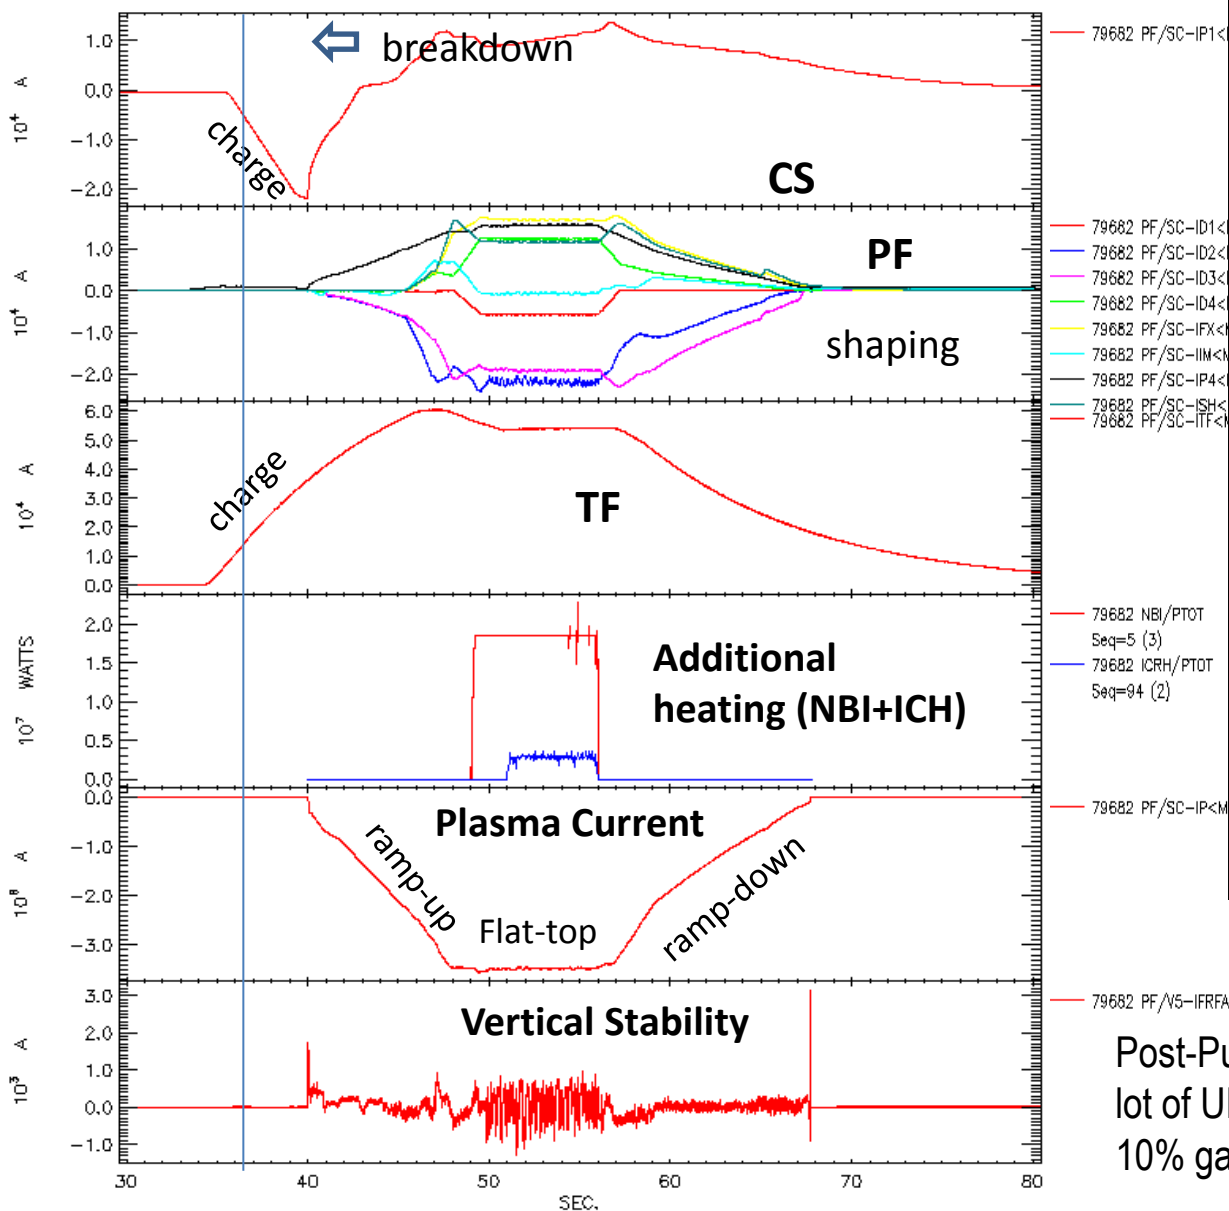 1.0
0.0
-1.0
-2.0
10⁴ A
breakdown
charge
CS
79682 PF/SC-IP1<
1.0
0.0
-1.0
-2.0
10⁴ A
PF
shaping
79682 PF/SC-ID1<
79682 PF/SC-ID2<
79682 PF/SC-ID3<
79682 PF/SC-ID4<
79682 PF/SC-IFX<
79682 PF/SC-IIM<
79682 PF/SC-IP4<
79682 PF/SC-ISH<
79682 PF/SC-ITF<
6.0
5.0
4.0
3.0
2.0
1.0
0.0
10⁴ A
charge
TF
2.0
1.5
1.0
0.5
0.0
10⁷ WATTS
Additional
heating (NBI+ICH)
79682 NBI/PTOT
Seq=5 (3)
79682 ICRH/PTOT
Seq=94 (2)
0.0
-1.0
-2.0
-3.0
A
Plasma Current
ramp-up
Flat-top
ramp-down
79682 PF/SC-IP<M
3.0
2.0
1.0
0.0
-1.0
10³ A
Vertical Stability
79682 PF/V5-IFRFA
Post-Pu
lot of
10% ga
30 40 50 60 70 80
SEC.